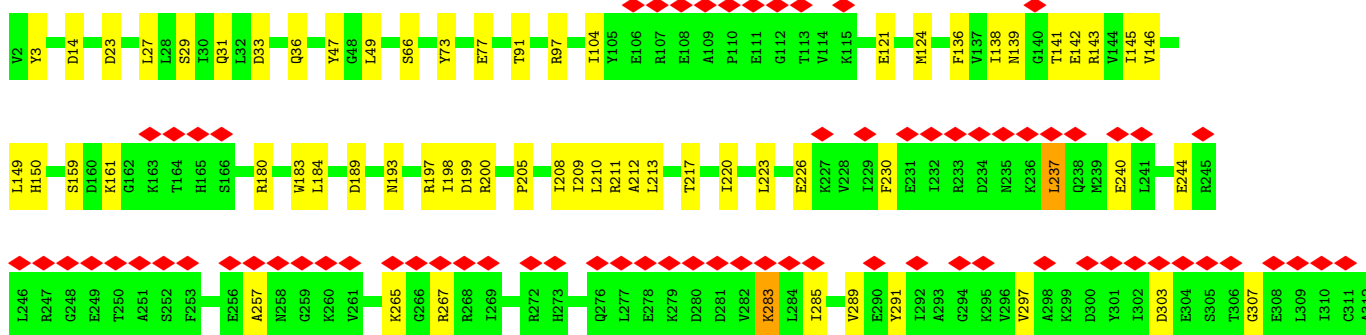 V2 Y3 D14 D23 L27 L28 S29 I30 Q31 L32 D33 Q36 Y47 G48 L49 S66 Y73 E77 T91 R97 I104 Y105 E106 R107 E108 A109 P110 E111 G112 T113 V114 K115 E121 M124 F136 V137 I138 N139 G140 T141 E142 R143 V144 I145 V146
L149 H150 S159 D160 K161 G162 K163 T164 H165 S166 R180 W183 L184 D189 N193 R197 I198 D199 R200 P205 I208 I209 L210 R211 A212 L213 T217 I220 L223 E226 K227 V228 I229 F230 E231 I232 R233 D234 N235 K236 L237 Q238 M239 E240 L241 E244 R245
L246 R247 G248 E249 T250 A251 S252 F253 E256 A257 N258 G259 K260 V261 K265 G266 R267 R268 I269 R272 H273 Q276 L277 E278 K279 D280 D281 V282 K283 L284 I285 V289 E290 Y291 I292 A293 G294 K295 V296 V297 A298 K299 D300 Y301 I302 D303 E304 S305 T306 G307 E308 L309 I310 C311